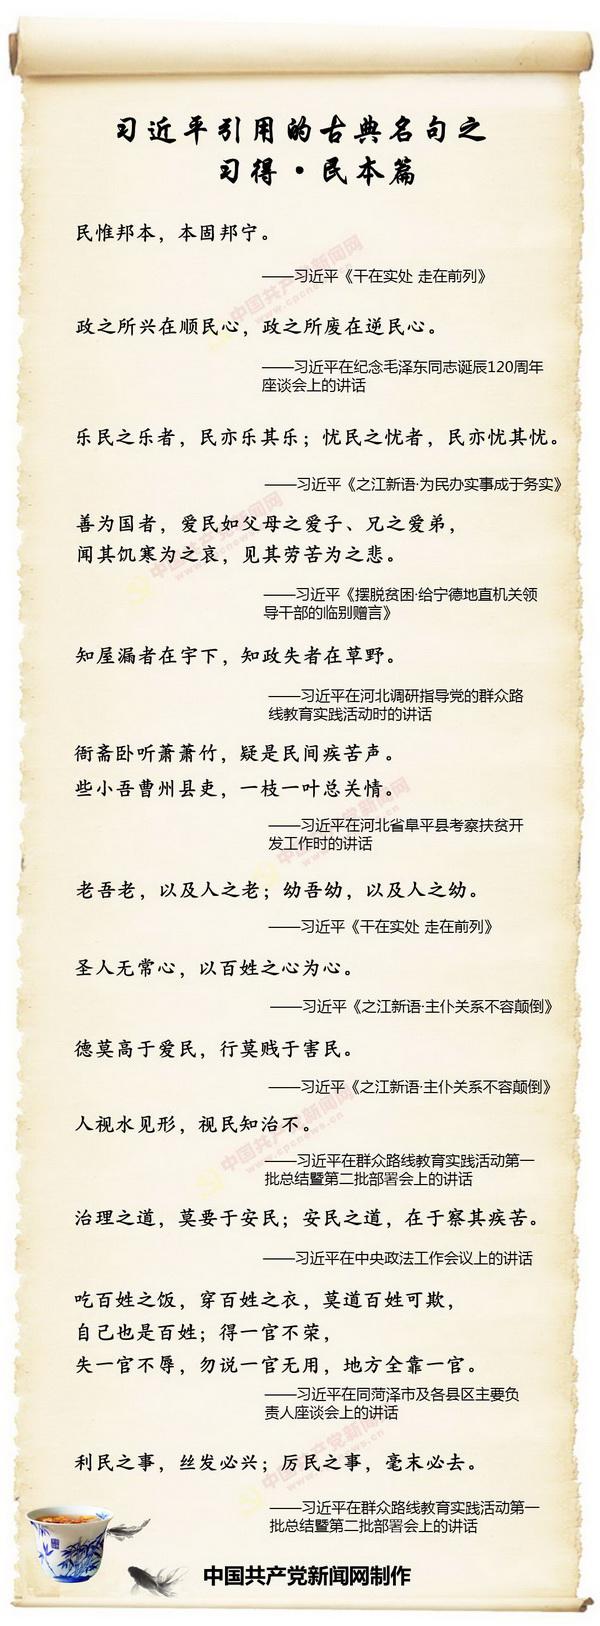 习近平引用的古典名句之
习得·民本篇
民惟邦本，本固邦宁。
——习近平《干在实处 走在前列》
政之所兴在顺民心，政之所废在逆民心。
——习近平在纪念毛泽东同志诞辰120周年
座谈会上的讲话
乐民之乐者，民亦乐其乐；忧民之忧者，民亦忧其忧。
——习近平《之江新语·为民办实事成于务实》
善为国者，爱民如父母之爱子、兄之爱弟，
闻其饥寒为之哀，见其劳苦为之悲。
——习近平《摆脱贫困·给宁德地直机关领
导干部的临别赠言》
知屋漏者在宇下，知政失者在草野。
——习近平在河北调研指导党的群众路
线教育实践活动时的讲话
衙斋卧听萧萧竹，疑是民间疾苦声。
些小吾曹州县吏，一枝一叶总关情。
——习近平在河北省阜平县考察扶贫开
发工作时的讲话
老吾老，以及人之老；幼吾幼，以及人之幼。
——习近平《干在实处 走在前列》
圣人无常心，以百姓之心为心。
——习近平《之江新语·主仆关系不容颠倒》
德莫高于爱民，行莫贱于害民。
——习近平《之江新语·主仆关系不容颠倒》
人视水见形，视民知治不。
——习近平在群众路线教育实践活动第一
批总结暨第二批部署会上的讲话
治理之道，莫要于安民；安民之道，在于察其疾苦。
——习近平在中央政法工作会议上的讲话
吃百姓之饭，穿百姓之衣，莫道百姓可欺，
自己也是百姓；得一官不荣，
失一官不辱，勿说一官无用，地方全靠一官。
——习近平在同菏泽市及各县区主要负
责人座谈会上的讲话
利民之事，丝发必兴；厉民之事，毫末必去。
——习近平在群众路线教育实践活动第一
批总结暨第二批部署会上的讲话
中国共产党新闻网制作
中国共产党新闻网
www.cpcnews.cn